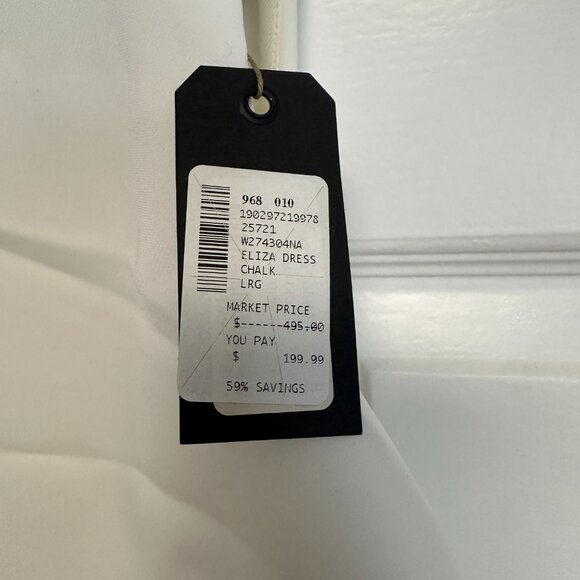 968 010
190297219978
25721
W274304NA
ELIZA DRESS
CHALK
LRG
MARKET PRICE
$------495.00
YOU PAY
$ 199.99
59% SAVINGS